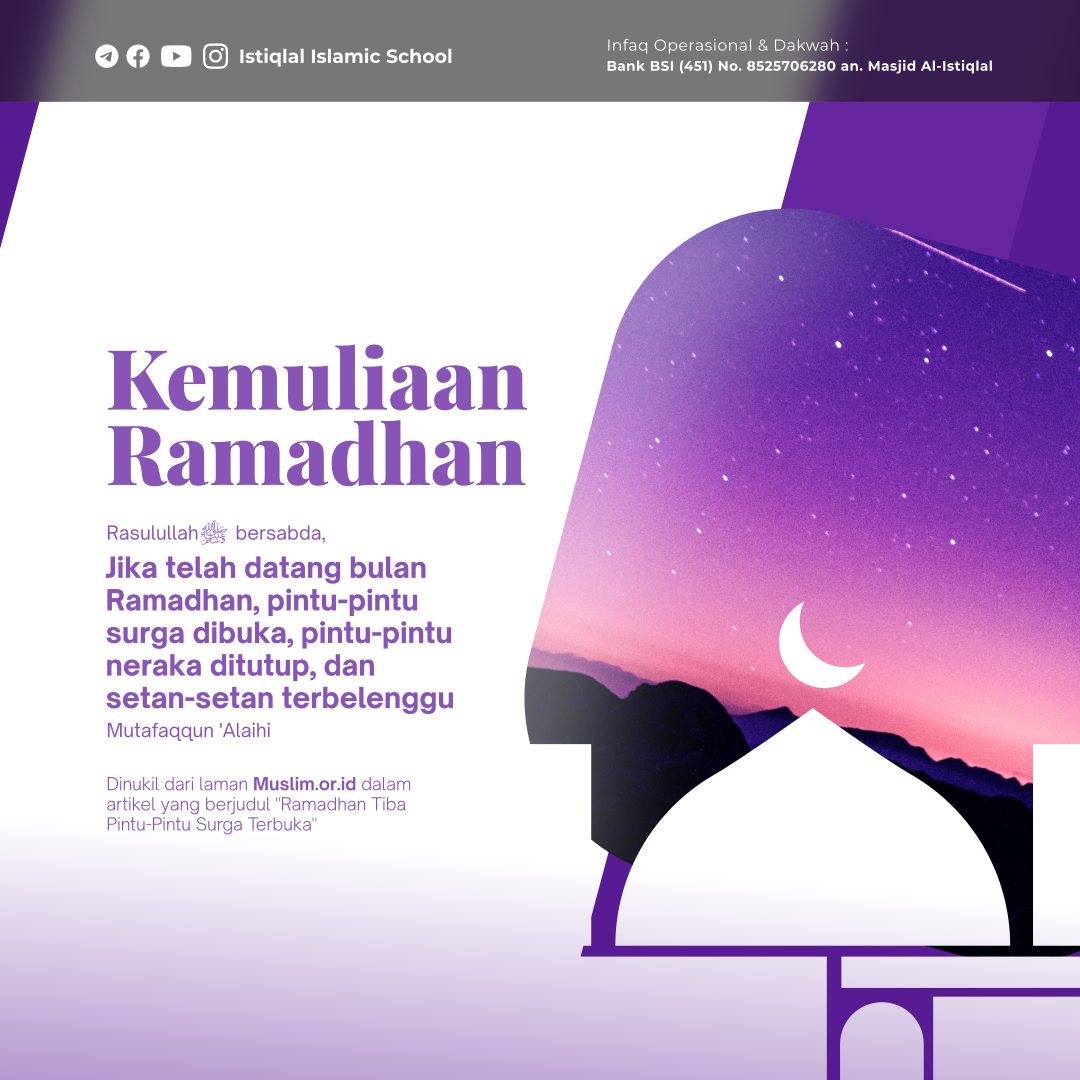 Istiqlal Islamic School
Infaq Operasional & Dakwah :
Bank BSI (451) No. 8525706280 an. Masjid Al-Istiqlal
Kemuliaan
Ramadhan
Rasulullah ﷺ bersabda,
Jika telah datang bulan
Ramadhan, pintu-pintu
surga dibuka, pintu-pintu
neraka ditutup, dan
setan-setan terbelenggu
Mutafaqqun 'Alaihi
Dinukil dari laman Muslim.or.id dalam
artikel yang berjudul "Ramadhan Tiba
Pintu-Pintu Surga Terbuka"